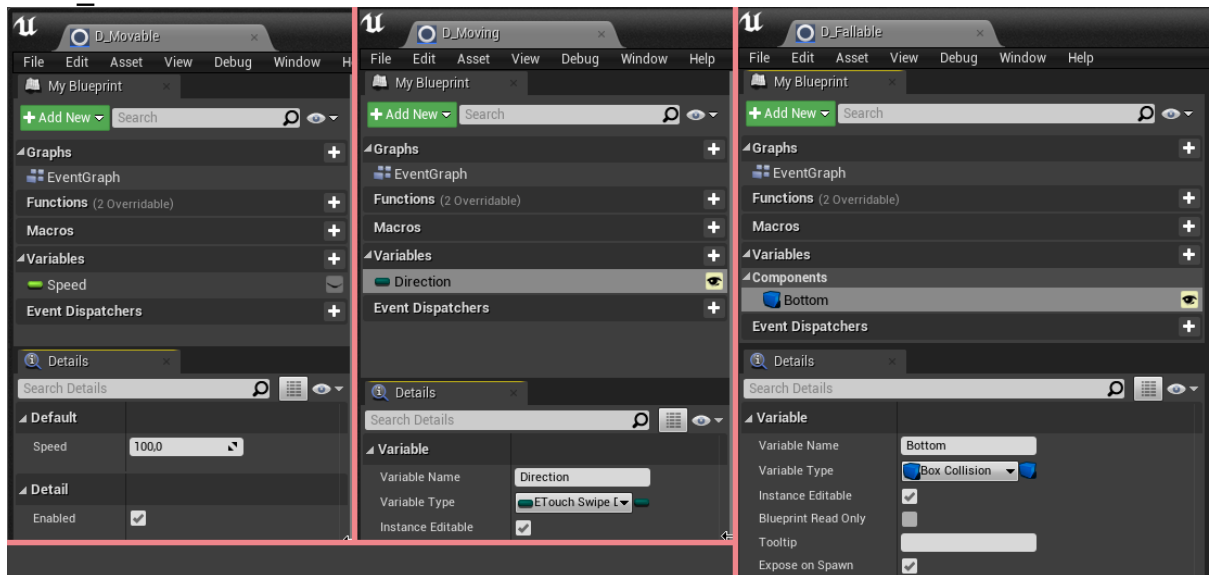 D_Movable
File Edit Asset View Debug Window H
My Blueprint
Add New Search
Graphs
EventGraph
Functions (2 Overridable)
Macros
Variables
Speed
Event Dispatchers
Details
Search Details
Default
Speed 100,0
Detail
Enabled
D_Moving
File Edit Asset View Debug Window Help
My Blueprint
Add New Search
Graphs
EventGraph
Functions (2 Overridable)
Macros
Variables
Direction
Event Dispatchers
Details
Search Details
Variable
Variable Name Direction
Variable Type ETouch Swipe D
Instance Editable
D_Fallable
File Edit Asset View Debug Window Help
My Blueprint
Add New Search
Graphs
EventGraph
Functions (2 Overridable)
Macros
Variables
Components
Bottom
Event Dispatchers
Details
Search Details
Variable
Variable Name Bottom
Variable Type Box Collision
Instance Editable
Blueprint Read Only
Tooltip
Expose on Spawn